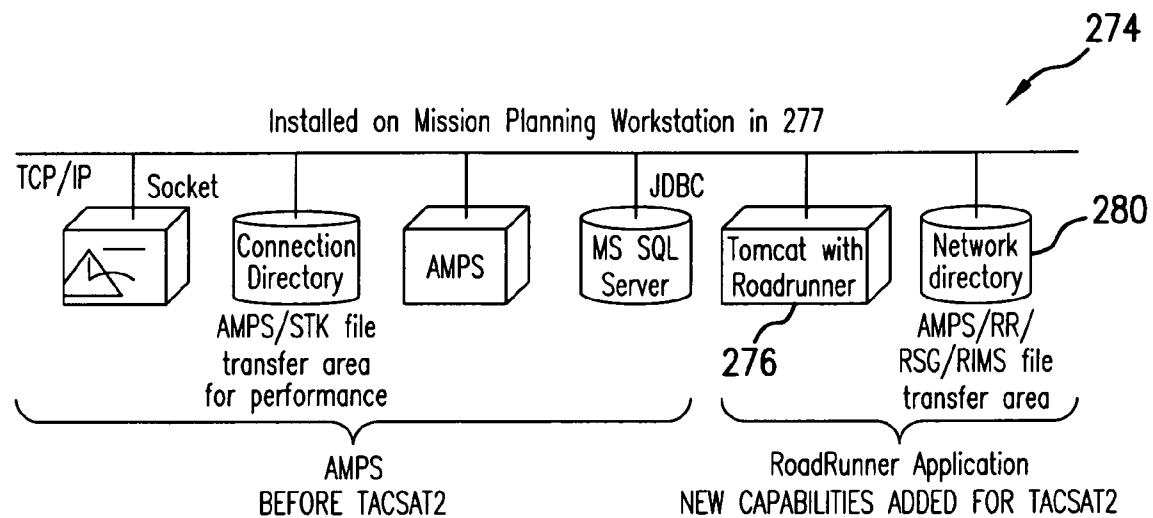 274
Installed on Mission Planning Workstation in 277
TCP/IP
Socket
JDBC
Connection
Directory
AMPS
MS SQL
Server
Tomcat with
Roadrunner
Network
directory
280
276
AMPS/STK file
transfer area
for performance
AMPS/RR/
RSG/RIMS file
transfer area
AMPS
BEFORE TACSAT2
RoadRunner Application
NEW CAPABILITIES ADDED FOR TACSAT2